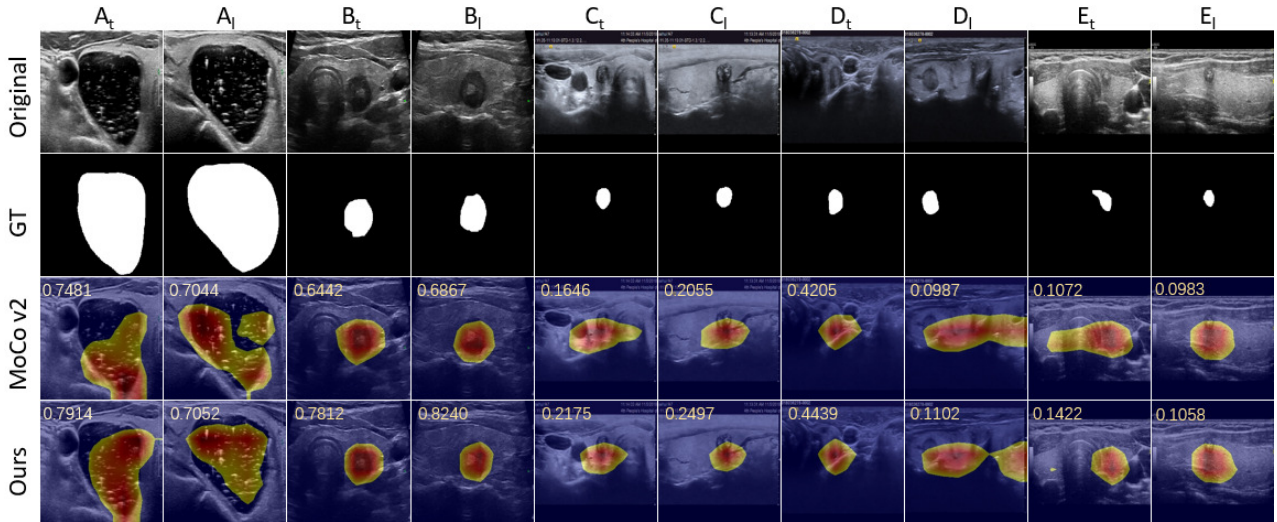 At Al Bt Bl Ct Cl Dt Dl Et El
Original
GT
MoCo v2
0.7481 0.7044 0.6442 0.6867 0.1646 0.2055 0.4205 0.0987 0.1072 0.0983
Ours
0.7914 0.7052 0.7812 0.8240 0.2175 0.2497 0.4439 0.1102 0.1422 0.1058